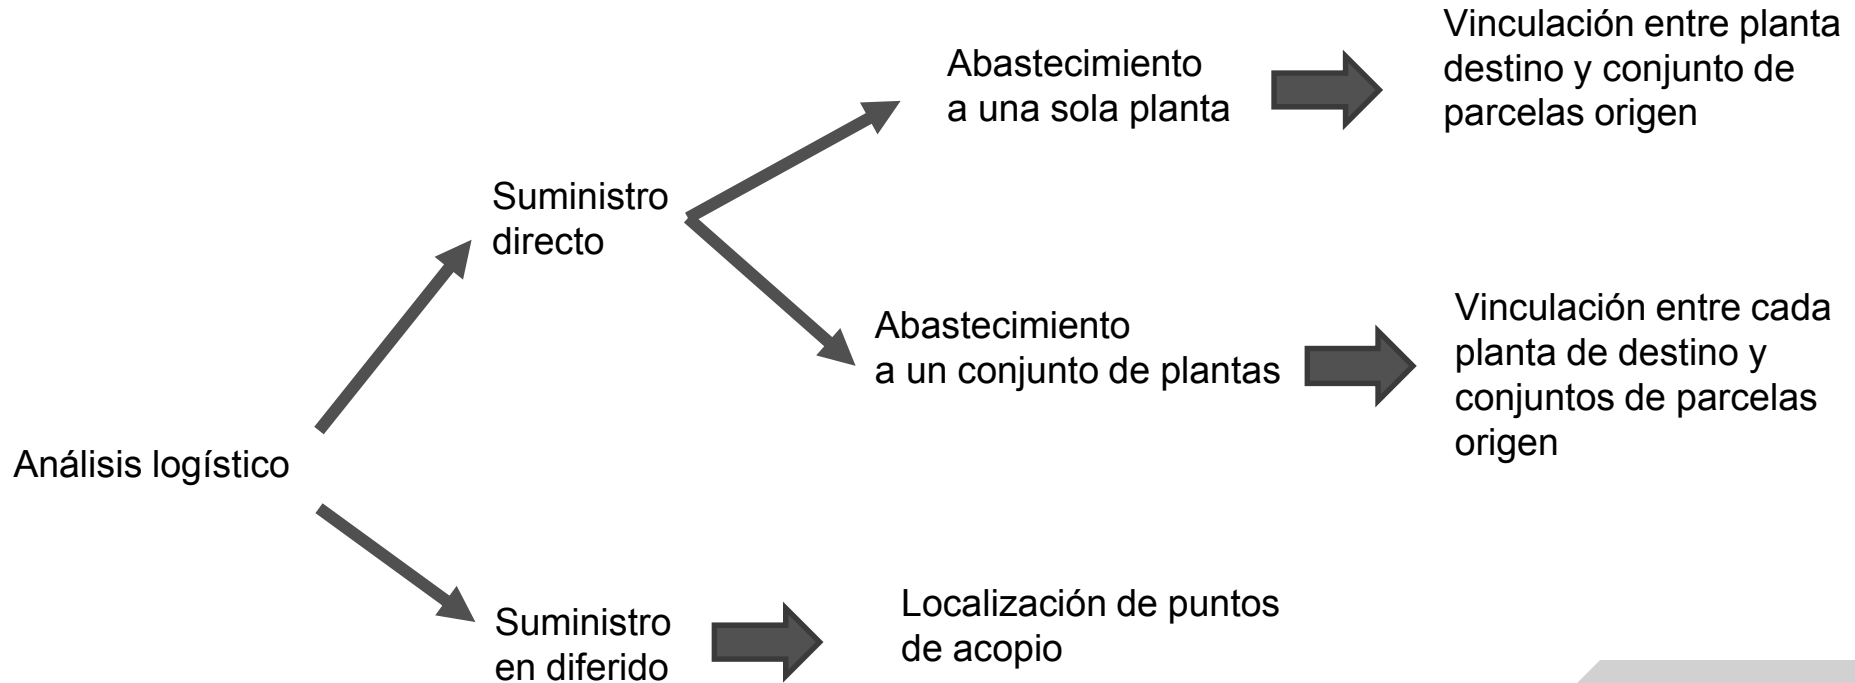 Vinculación entre planta
destino y conjunto de
parcelas origen
Abastecimiento
a una sola planta
Suministro
directo
Abastecimiento
a un conjunto de plantas
Vinculación entre cada
planta de destino y
conjuntos de parcelas
origen
Análisis logístico
Suministro
en diferido
Localización de puntos
de acopio